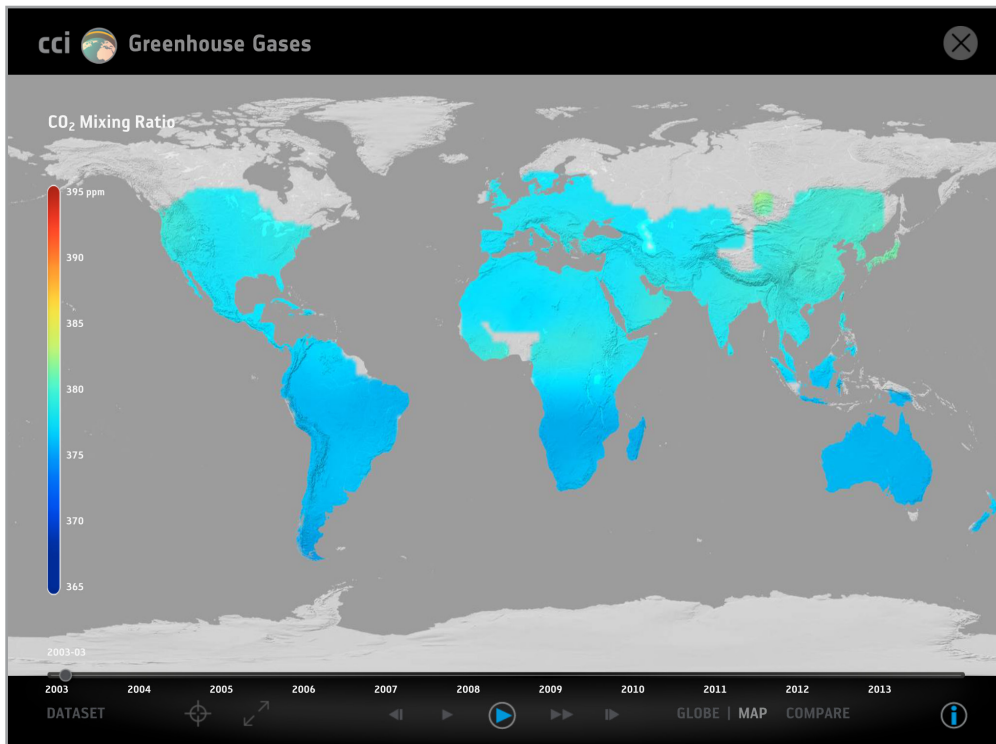 cci Greenhouse Gases
CO₂ Mixing Ratio
395 ppm
390
385
380
375
370
365
2003-03
2003 2004 2005 2006 2007 2008 2009 2010 2011 2012 2013
DATASET GLOBE | MAP COMPARE i